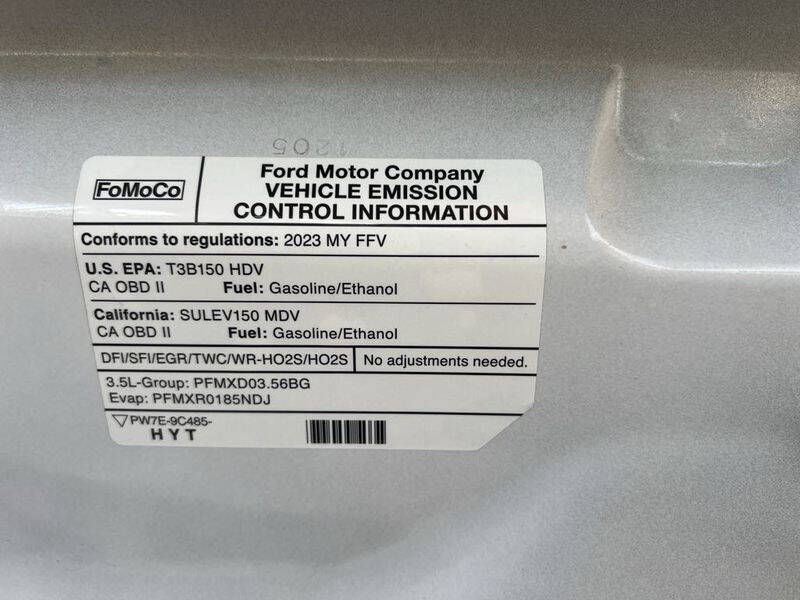 1205
FoMoCo
Ford Motor Company
VEHICLE EMISSION
CONTROL INFORMATION
Conforms to regulations: 2023 MY FFV
U.S. EPA: T3B150 HDV
CA OBD II Fuel: Gasoline/Ethanol
California: SULEV150 MDV
CA OBD II Fuel: Gasoline/Ethanol
DFI/SFI/EGR/TWC/WR-HO2S/HO2S No adjustments needed.
3.5L-Group: PFMXD03.56BG
Evap: PFMXR0185NDJ
PW7E-9C485-
HYT